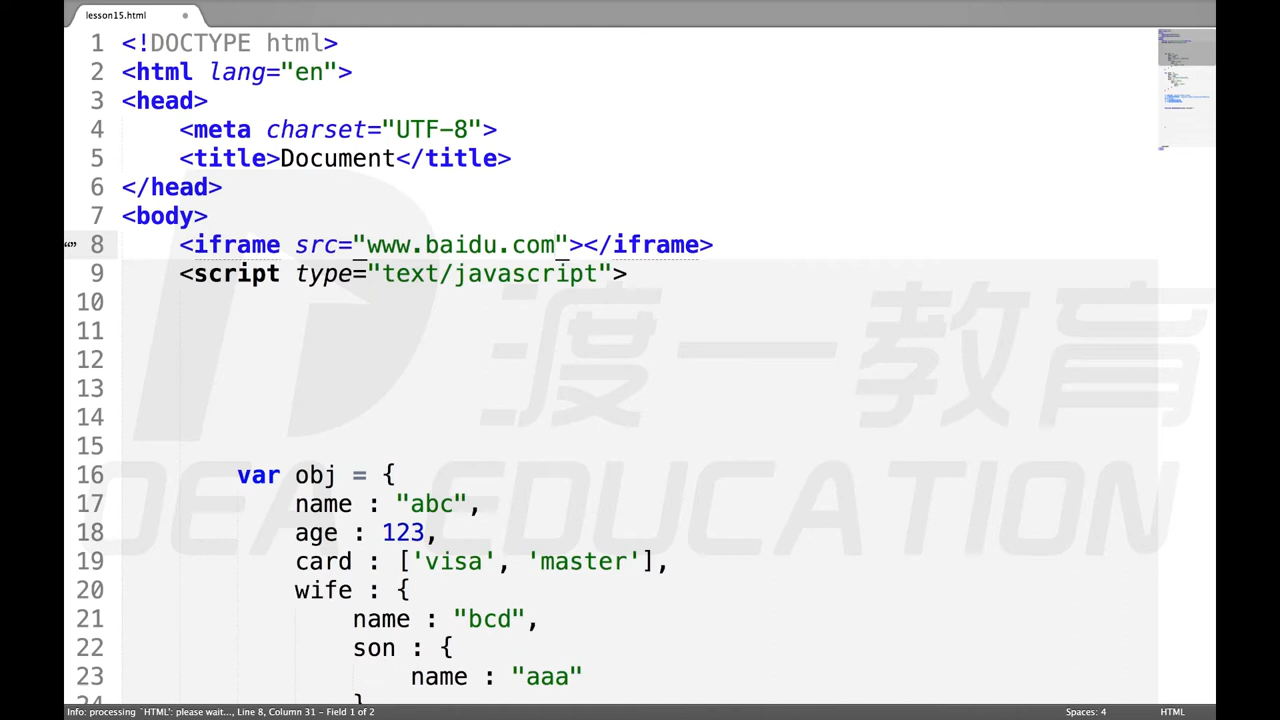 lesson15.html
1 <!DOCTYPE html>
2 <html lang="en">
3 <head>
4 <meta charset="UTF-8">
5 <title>Document</title>
6 </head>
7 <body>
8 <iframe src="www.baidu.com"></iframe>
9 <script type="text/javascript">
10
11
12
13
14
15
16 var obj = {
17 name : "abc",
18 age : 123,
19 card : ['visa', 'master'],
20 wife : {
21 name : "bcd",
22 son : {
23 name : "aaa"
24 }
渡一教育
DEA EDUCATION
Info: processing `HTML': please wait..., Line 8, Column 31 - Field 1 of 2
Spaces: 4
HTML